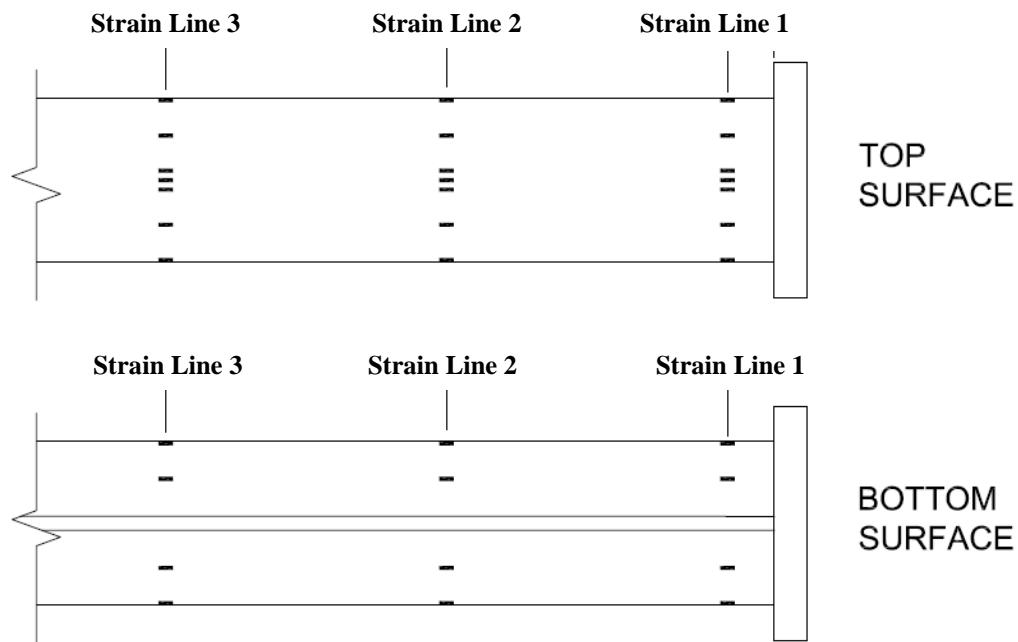 Strain Line 3 Strain Line 2 Strain Line 1
TOP
SURFACE
Strain Line 3 Strain Line 2 Strain Line 1
BOTTOM
SURFACE